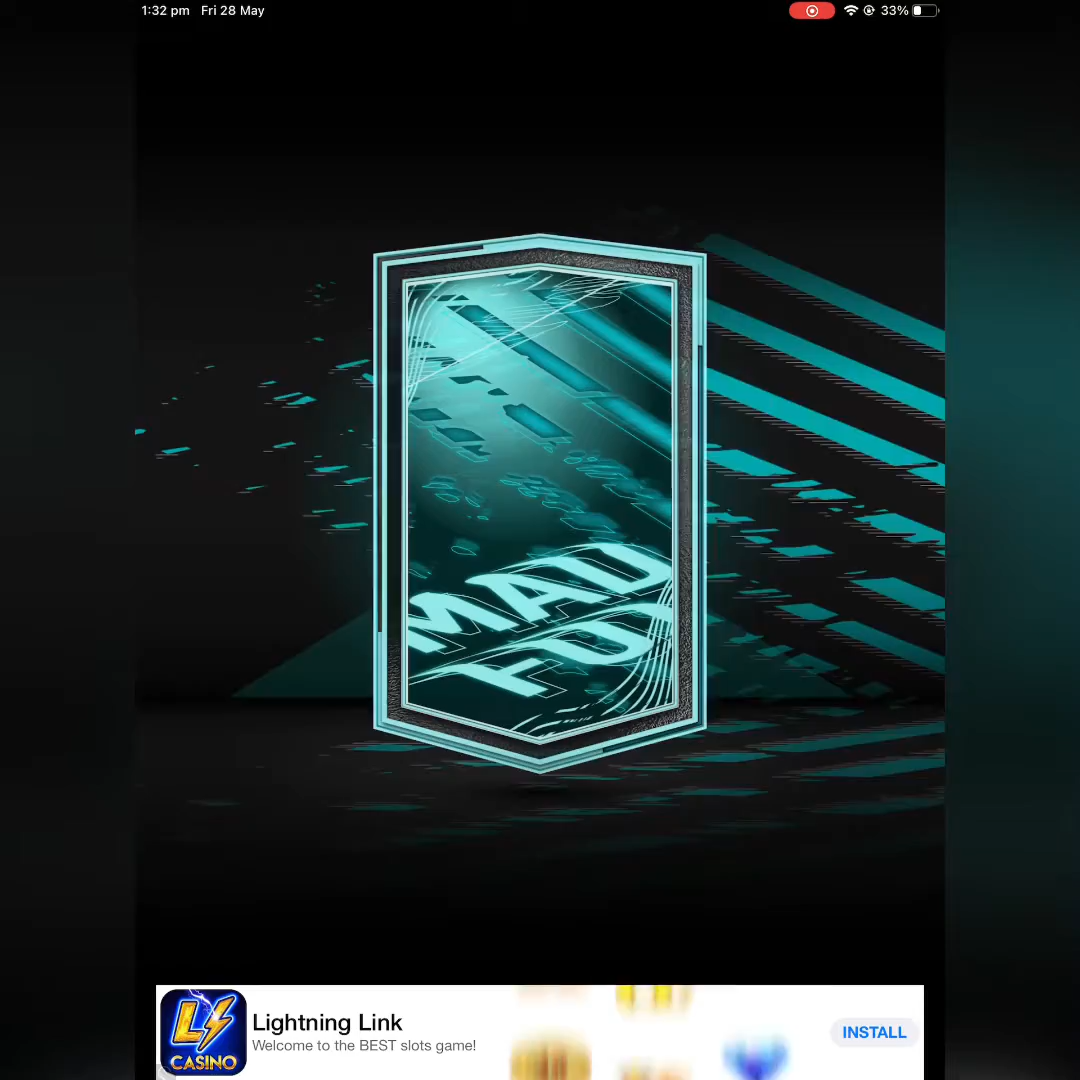 1:32 pm Fri 28 May
33%
MAD
FUT
Lightning Link
Welcome to the BEST slots game!
INSTALL
CASINO